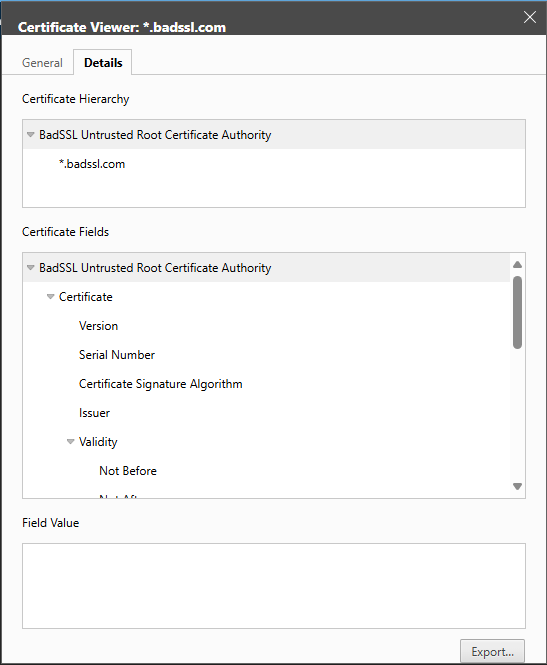 Certificate Viewer: *.badssl.com
General Details
Certificate Hierarchy
BadSSL Untrusted Root Certificate Authority
*.badssl.com
Certificate Fields
BadSSL Untrusted Root Certificate Authority
Certificate
Version
Serial Number
Certificate Signature Algorithm
Issuer
Validity
Not Before
Field Value
Export...